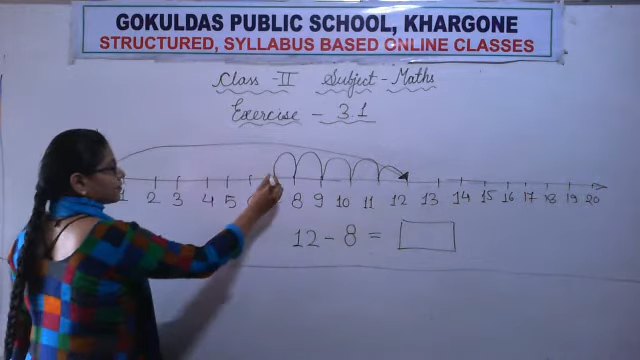 GOKULDAS PUBLIC SCHOOL, KHARGONE
STRUCTURED, SYLLABUS BASED ONLINE CLASSES
Class - II Subject - Maths
Exercise - 3.1
1 2 3 4 5 8 9 10 11 12 13 14 15 16 17 18 19 20
12 - 8 =